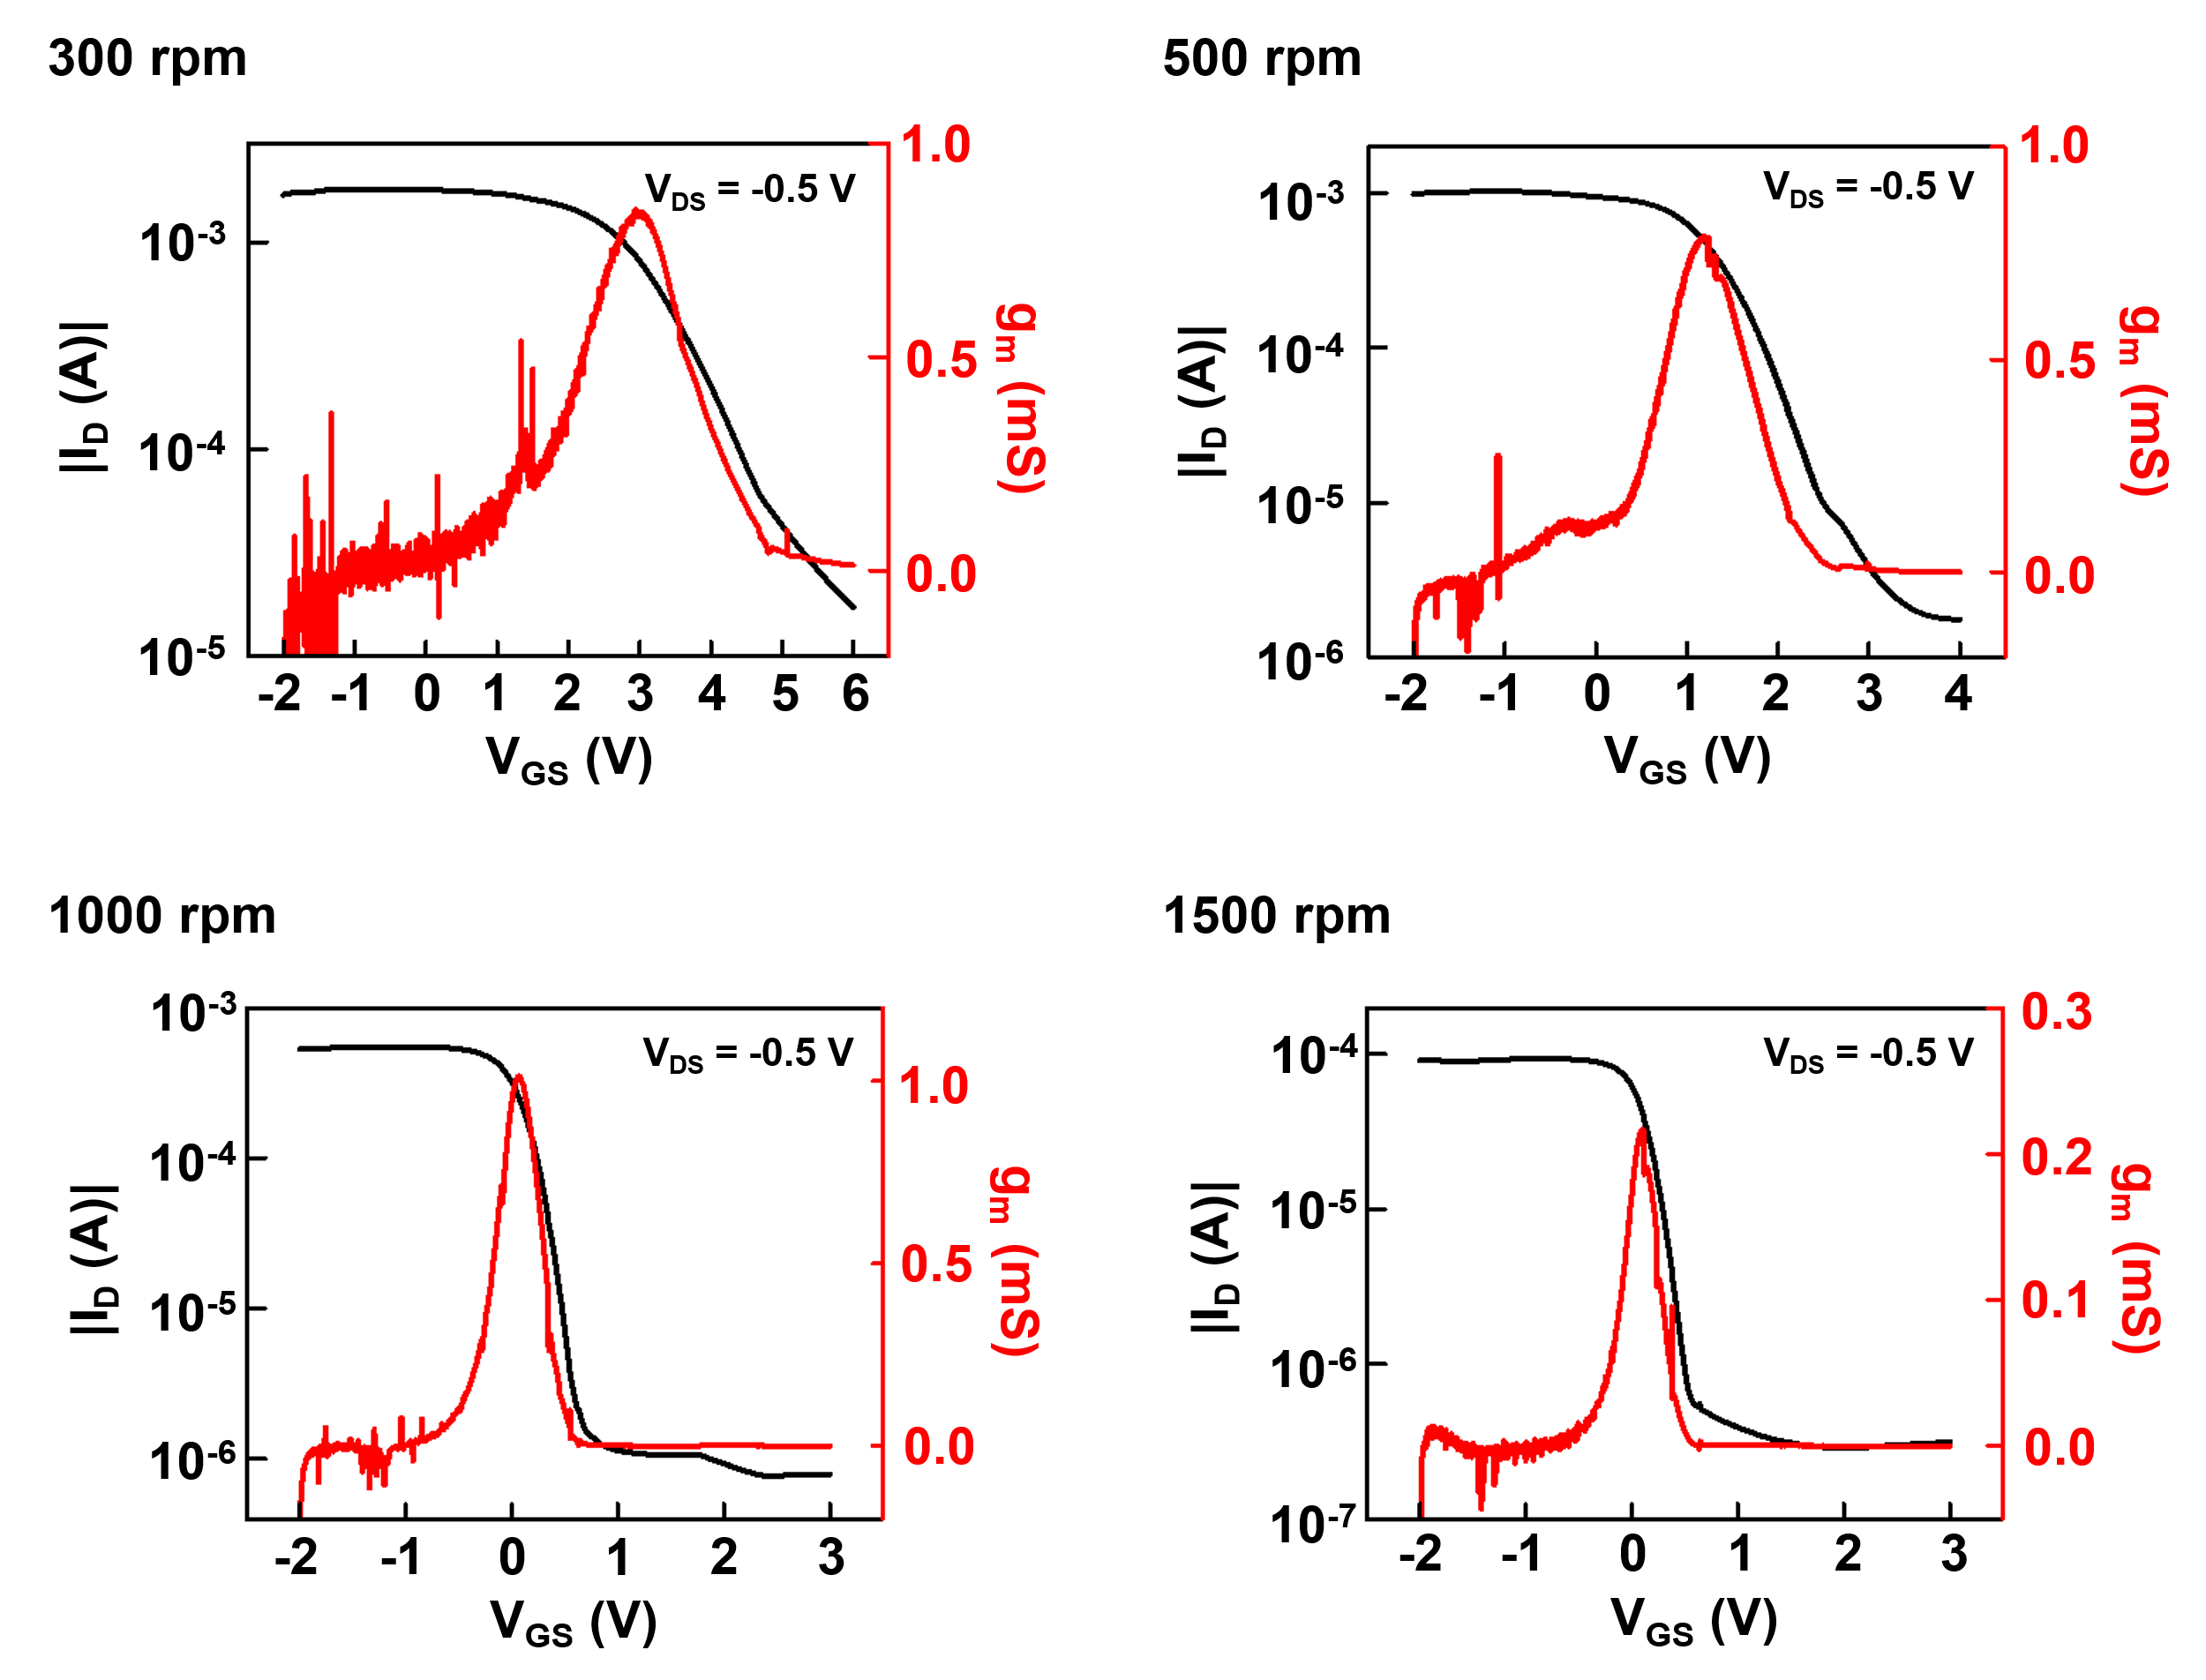 300 rpm
V_DS = -0.5 V
|I_D (A)|
10^-3
10^-4
10^-5
1.0
0.5
0.0
g_m (mS)
-2 -1 0 1 2 3 4 5 6
V_GS (V)
500 rpm
V_DS = -0.5 V
|I_D (A)|
10^-3
10^-4
10^-5
10^-6
1.0
0.5
0.0
g_m (mS)
-2 -1 0 1 2 3 4
V_GS (V)
1000 rpm
V_DS = -0.5 V
|I_D (A)|
10^-3
10^-4
10^-5
10^-6
1.0
0.5
0.0
g_m (mS)
-2 -1 0 1 2 3
V_GS (V)
1500 rpm
V_DS = -0.5 V
|I_D (A)|
10^-4
10^-5
10^-6
10^-7
0.3
0.2
0.1
0.0
g_m (mS)
-2 -1 0 1 2 3
V_GS (V)